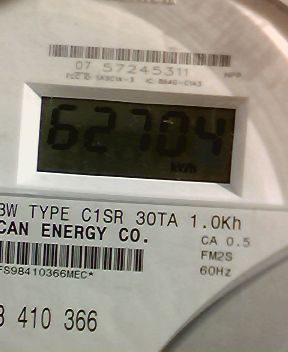 07 57245311 NPP
62704
kWh
BW TYPE C1SR 30TA 1.0Kh
CAN ENERGY CO. CA 0.5
FM2S
FS98410366MEC* 60Hz
8 410 366